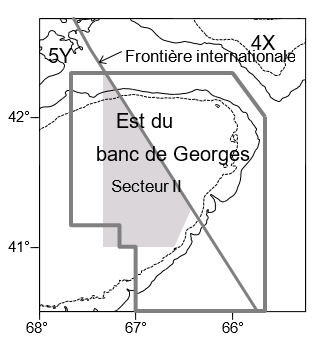 4X
5Y
Frontière internationale
42°
Est du
banc de Georges
Secteur II
41°
68° 67° 66°